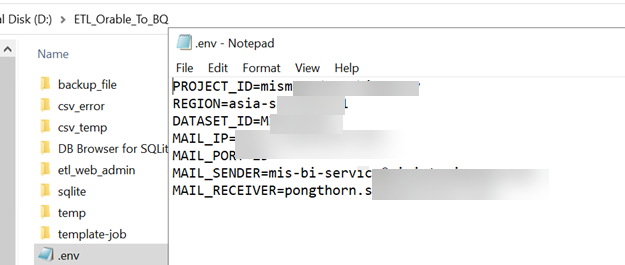 al Disk (D:) > ETL_Orable_To_BQ
Name
backup_file
csv_error
csv_temp
DB Browser for SQLit
etl_web_admin
sqlite
temp
template-job
.env
.env - Notepad
File Edit Format View Help
PROJECT_ID=mism
REGION=asia-s
DATASET_ID=M
MAIL_IP=
MAIL_PORT
MAIL_SENDER=mis-bi-servic
MAIL_RECEIVER=pongthorn.s